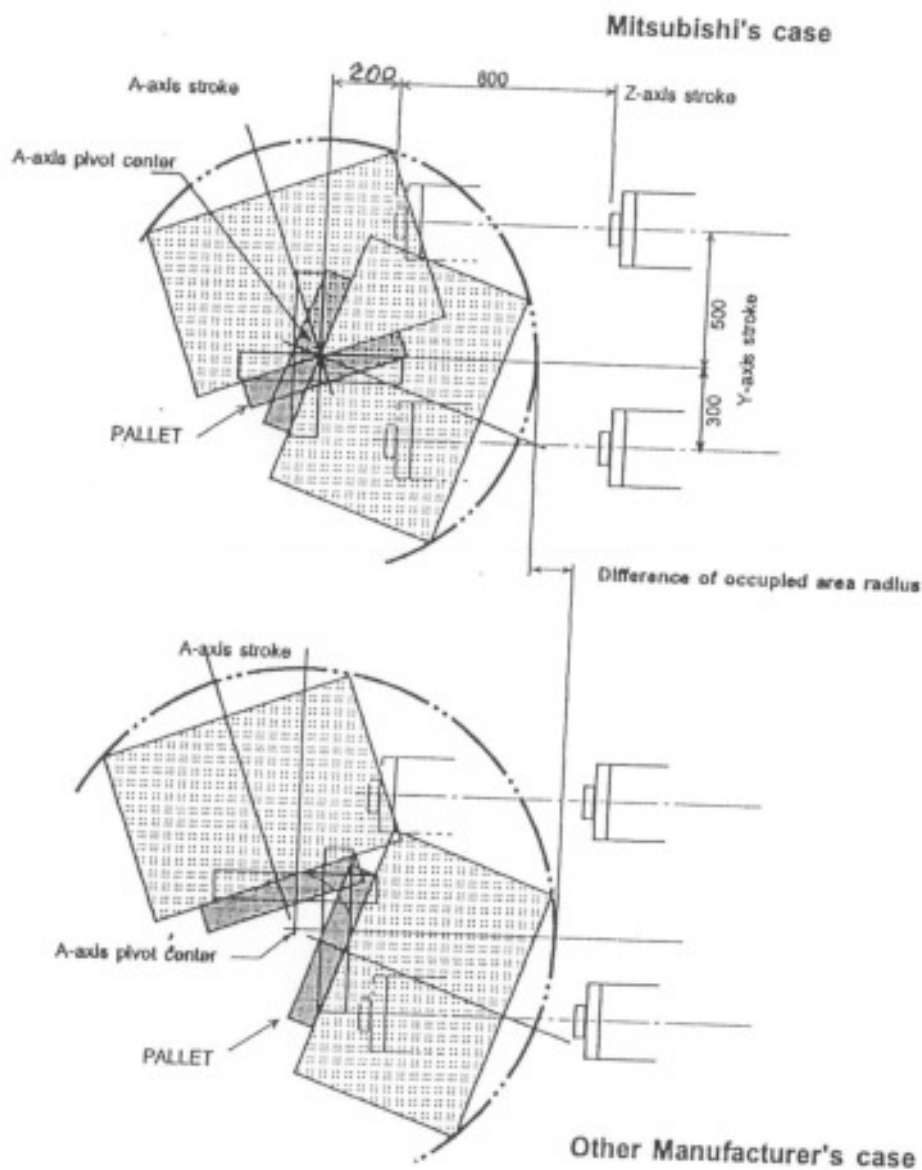 Mitsubishi's case
A-axis stroke
200
600
Z-axis stroke
A-axis pivot center
500
300
Y-axis stroke
PALLET
Difference of occupied area radius
A-axis stroke
A-axis pivot center
PALLET
Other Manufacturer's case